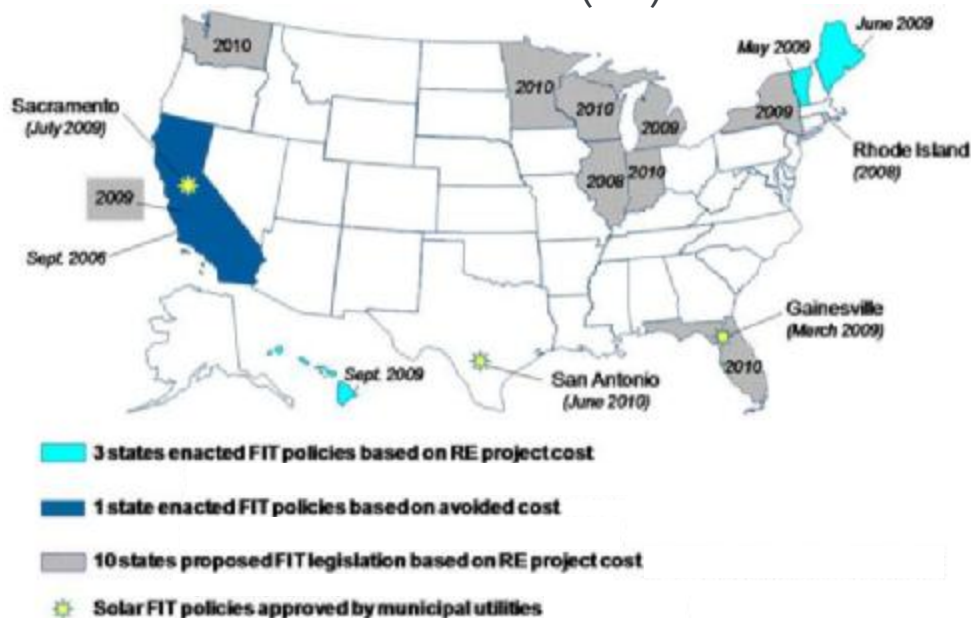 June 2009
May 2009
2010
2010
Sacramento
(July 2009)
2010
2009
2009
Rhode Island
(2008)
2010
2008
2009
Sept. 2006
Gainesville
(March 2009)
Sept. 2009
2010
San Antonio
(June 2010)
3 states enacted FIT policies based on RE project cost
1 state enacted FIT policies based on avoided cost
10 states proposed FIT legislation based on RE project cost
Solar FIT policies approved by municipal utilities